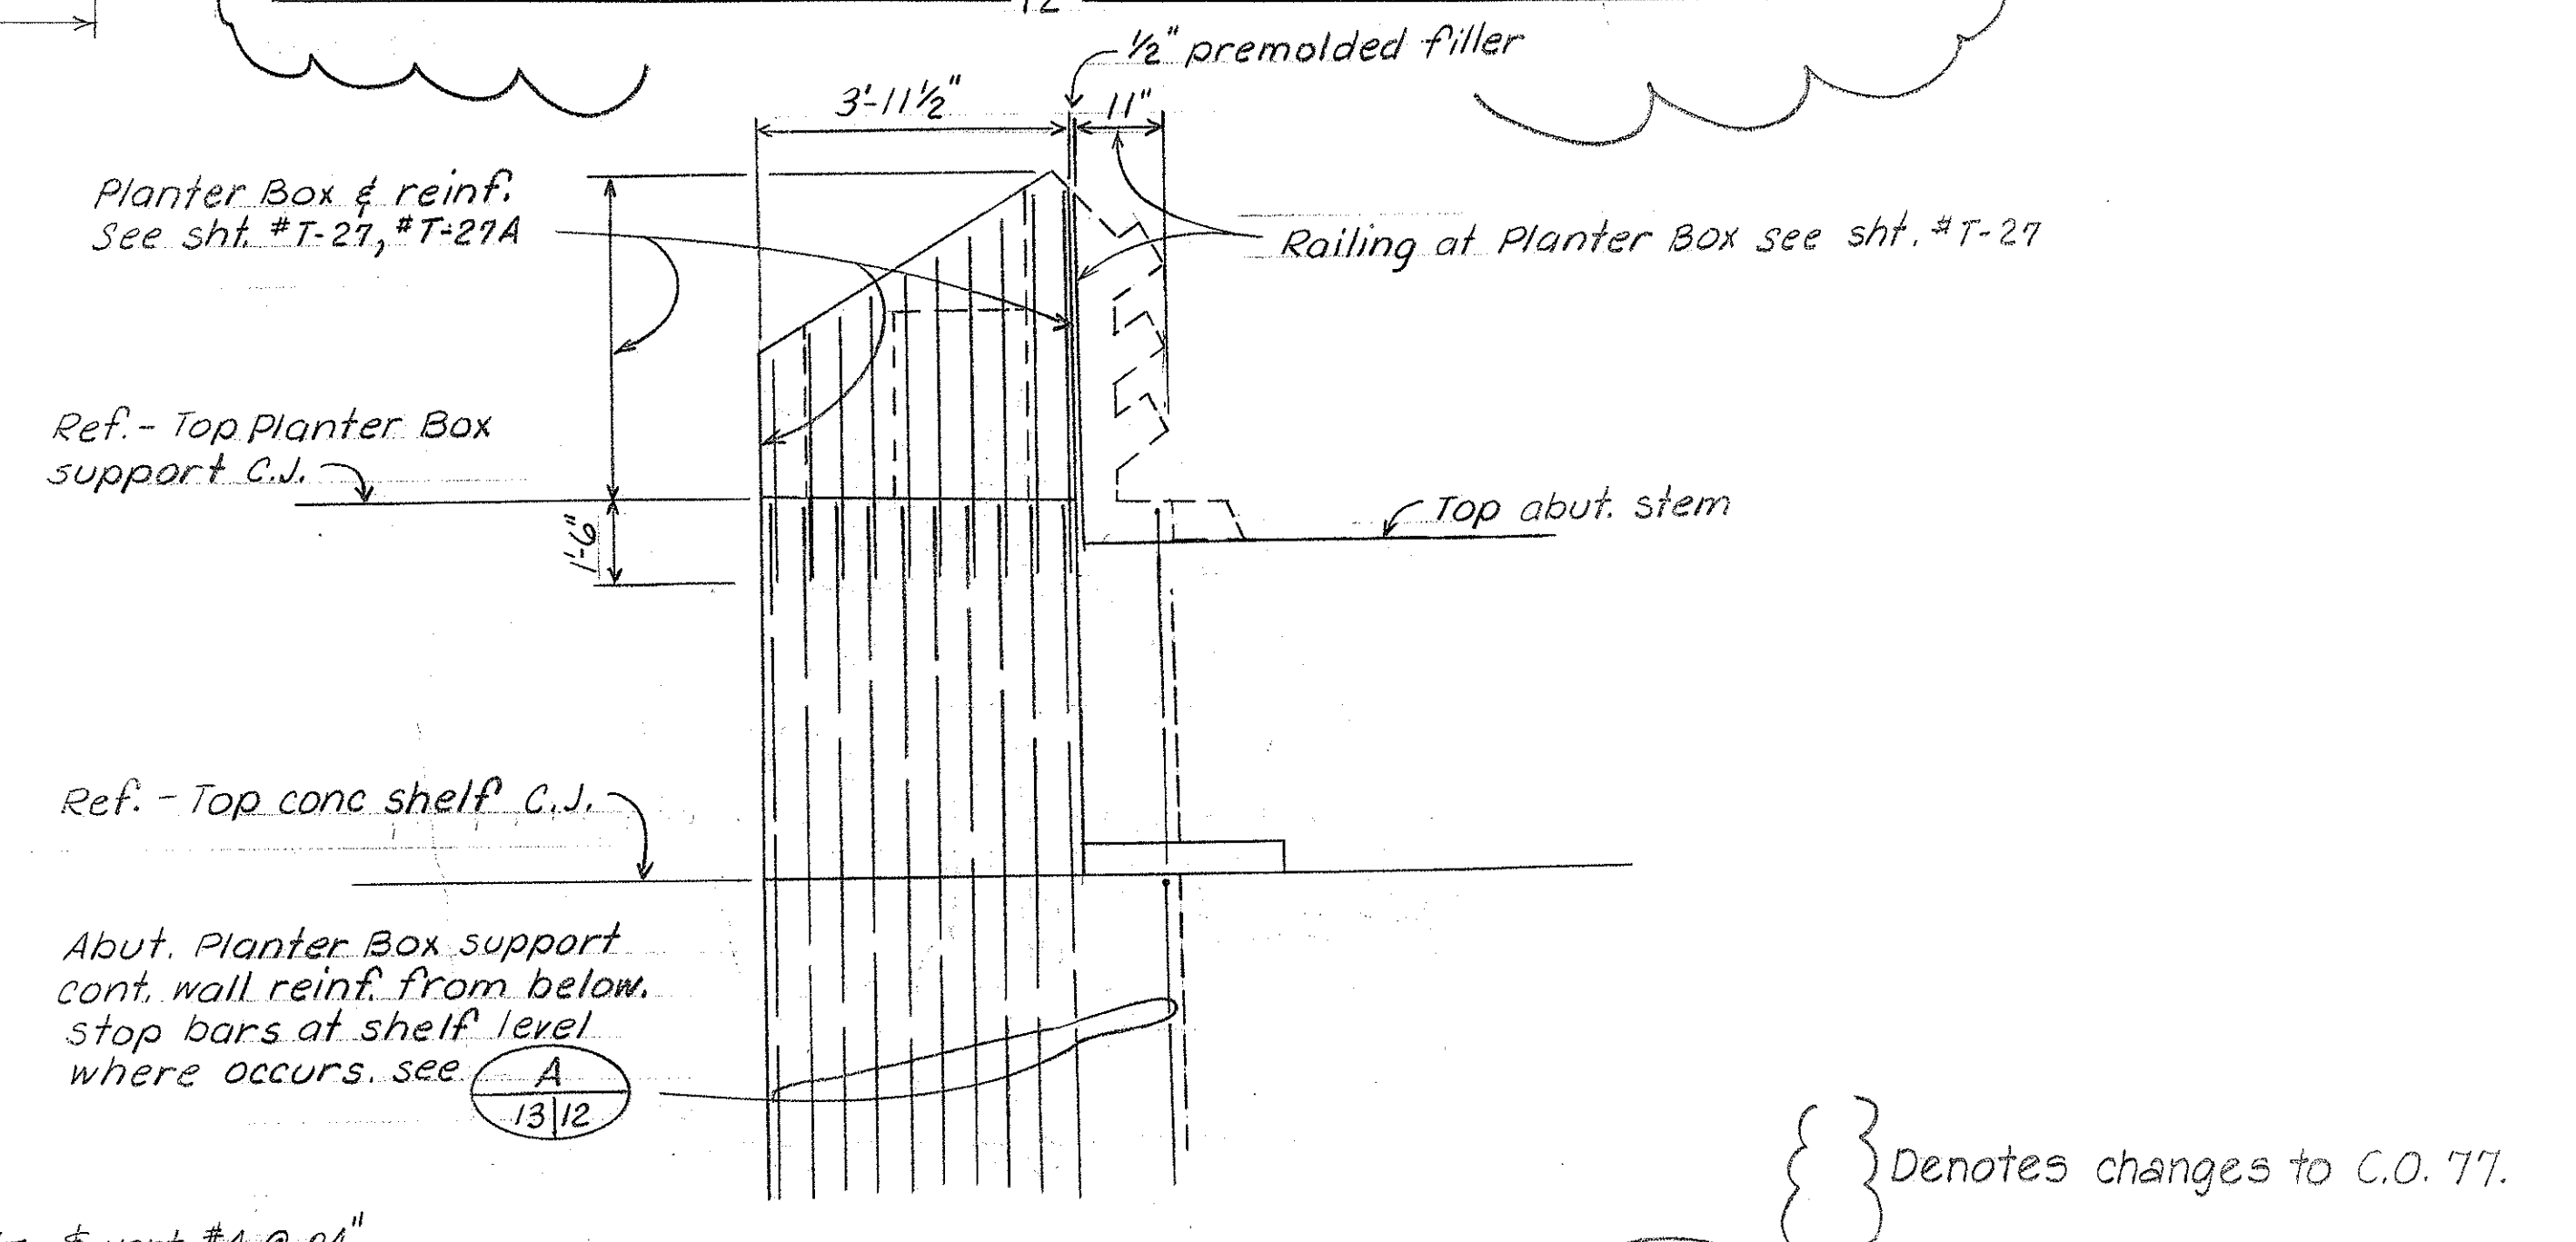 12
1/2" premolded filler
3'-11 1/2"
11"
Planter Box & reinf.
See sht. #T-27, #T-27A
Railing at Planter Box see sht. #T-27
Ref.- Top Planter Box
support C.J.
1'-6"
Top abut. stem
Ref. - Top conc shelf C.J.
Abut. Planter Box support
cont. wall reinf. from below.
stop bars at shelf level
where occurs. see
A
13|12
Denotes changes to C.O. 77.